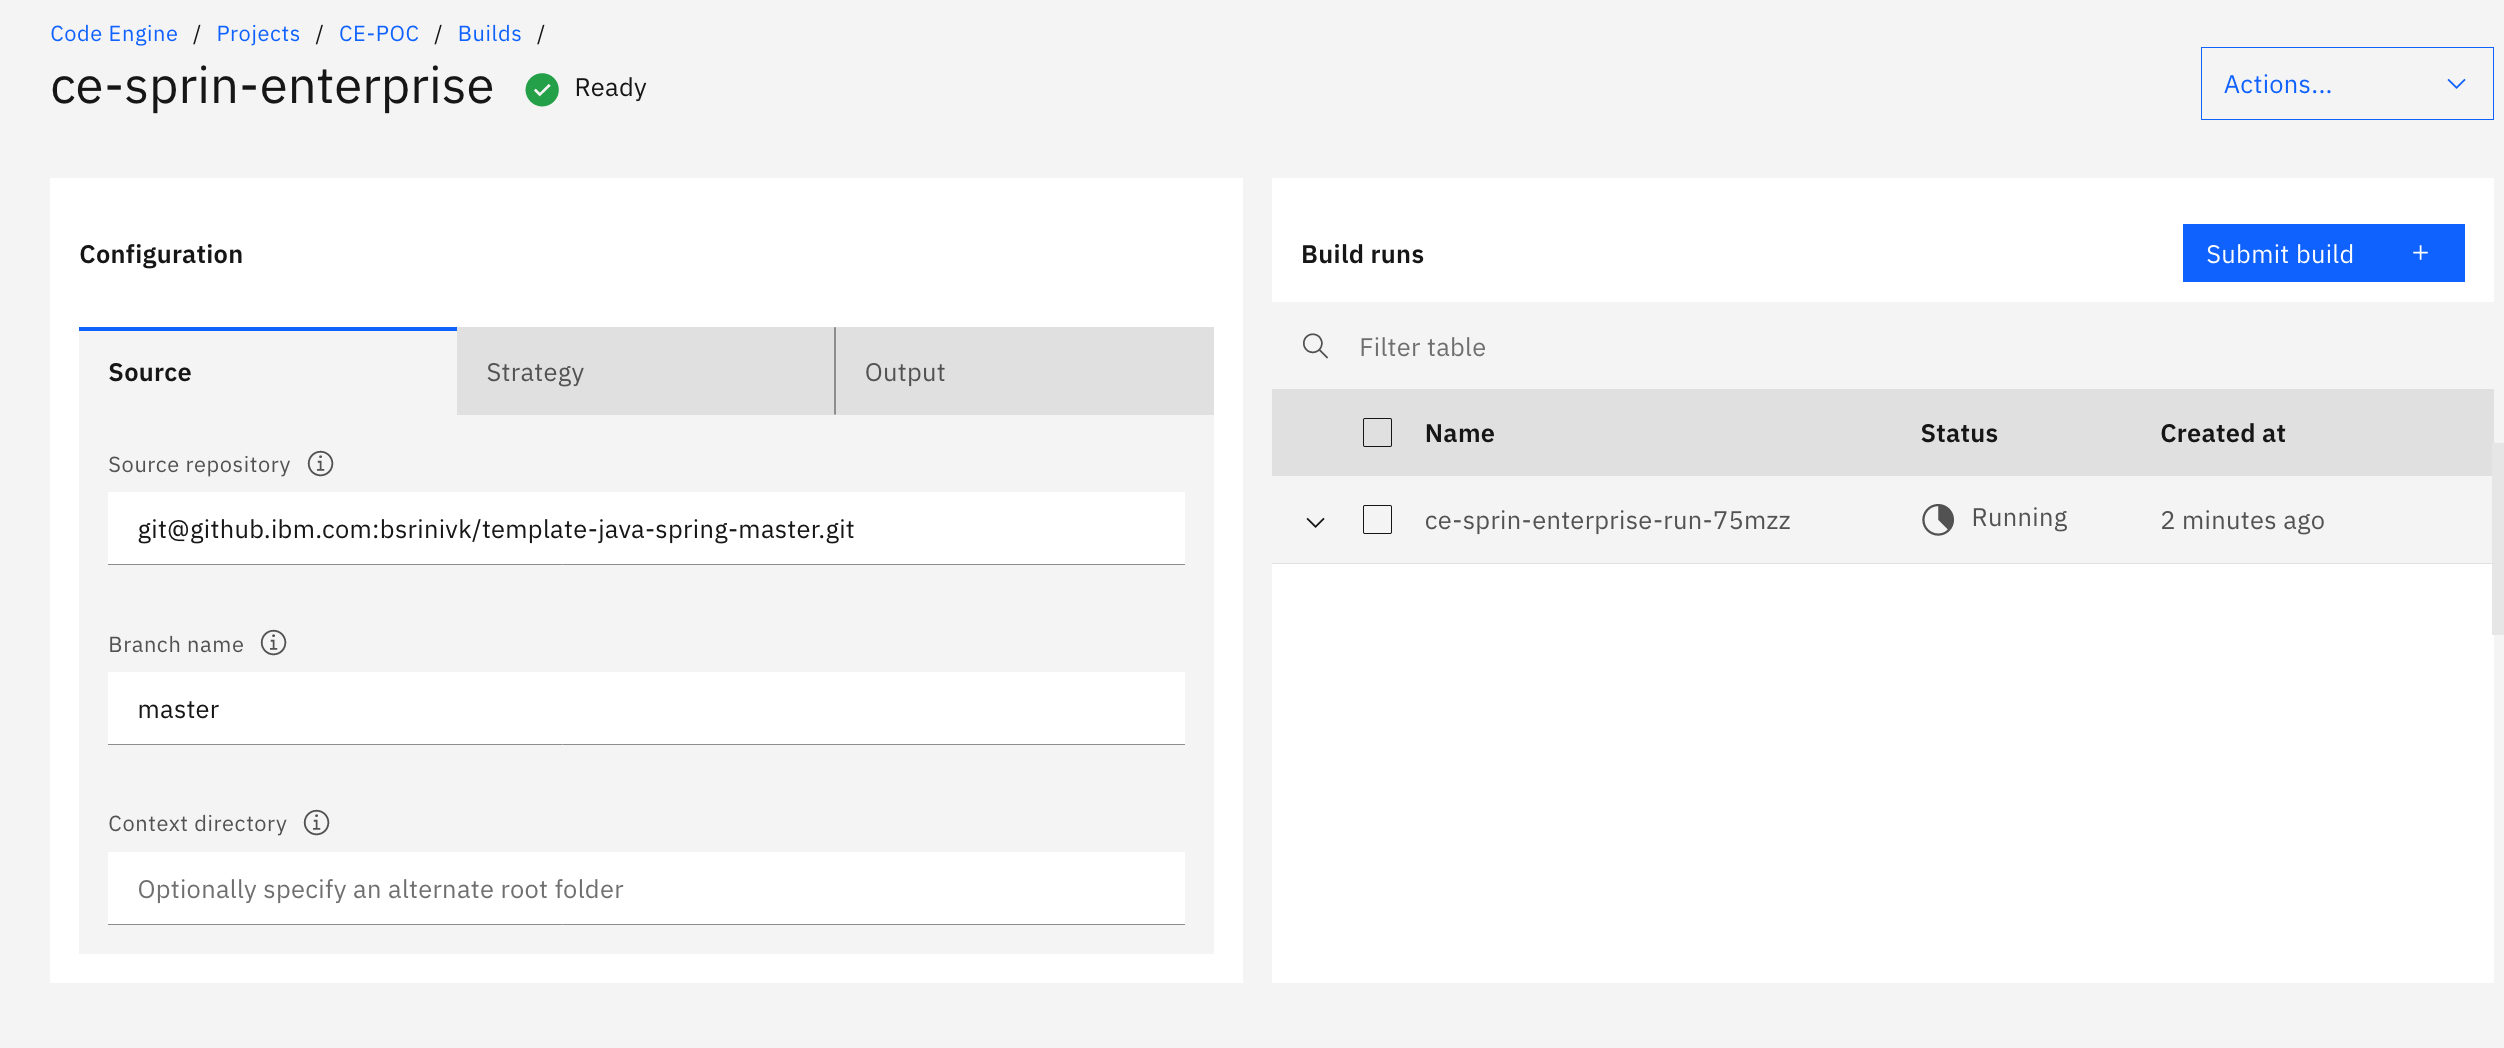 Code Engine / Projects / CE-POC / Builds /
ce-sprin-enterprise Ready
Actions...
Configuration
Source Strategy Output
Source repository
git@github.ibm.com:bsrinivk/template-java-spring-master.git
Branch name
master
Context directory
Optionally specify an alternate root folder
Build runs
Submit build +
Filter table
Name Status Created at
ce-sprin-enterprise-run-75mzz Running 2 minutes ago